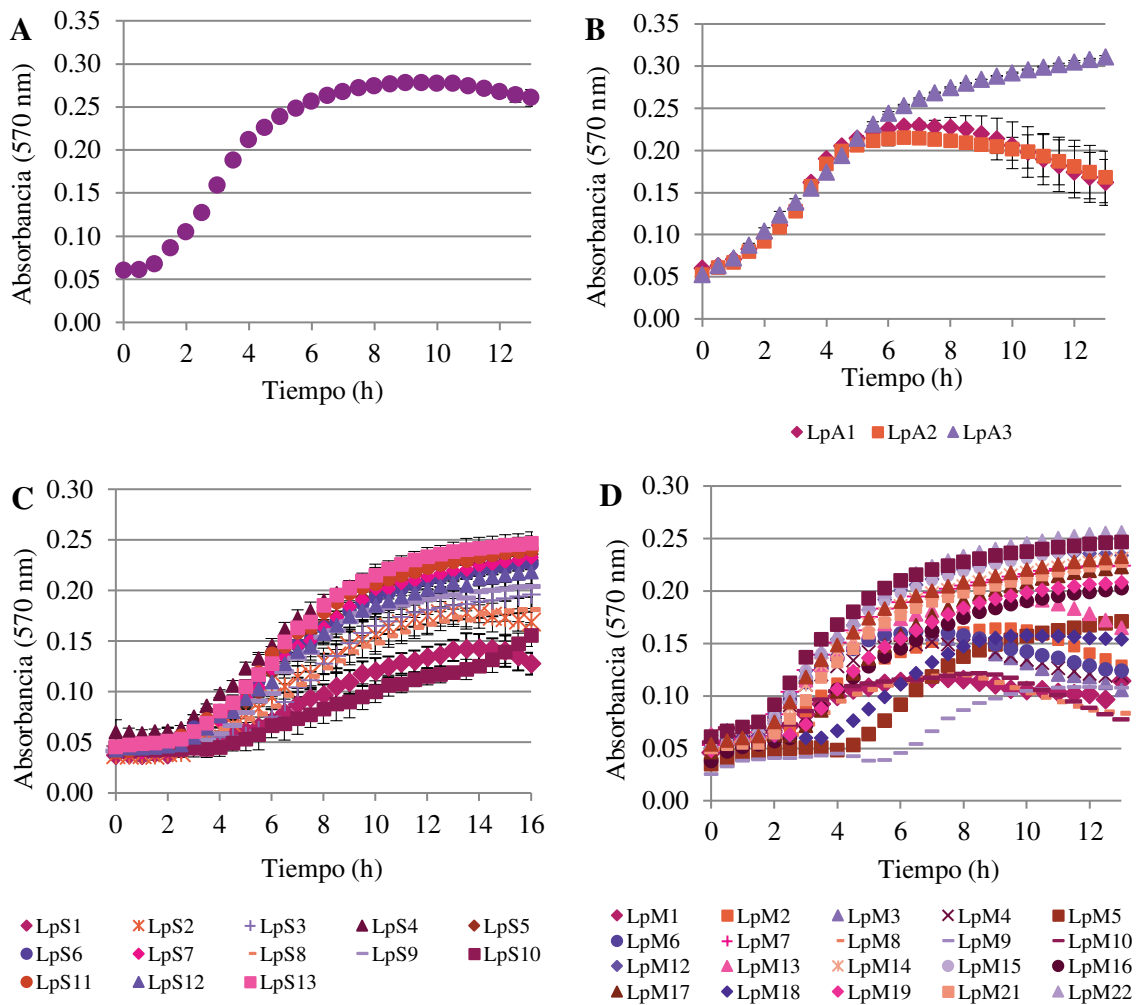 A
0.35
0.30
0.25
0.20
0.15
0.10
0.05
0.00
Absorbancia (570 nm)
0 2 4 6 8 10 12
Tiempo (h)
B
0.35
0.30
0.25
0.20
0.15
0.10
0.05
0.00
Absorbancia (570 nm)
0 2 4 6 8 10 12
Tiempo (h)
LpA1 LpA2 LpA3
C
0.30
0.25
0.20
0.15
0.10
0.05
0.00
Absorbancia (570 nm)
0 2 4 6 8 10 12 14 16
Tiempo (h)
LpS1 LpS2 LpS3 LpS4 LpS5
LpS6 LpS7 LpS8 LpS9 LpS10
LpS11 LpS12 LpS13
D
0.30
0.25
0.20
0.15
0.10
0.05
0.00
Absorbancia (570 nm)
0 2 4 6 8 10 12
Tiempo (h)
LpM1 LpM2 LpM3 LpM4 LpM5
LpM6 LpM7 LpM8 LpM9 LpM10
LpM12 LpM13 LpM14 LpM15 LpM16
LpM17 LpM18 LpM19 LpM21 LpM22